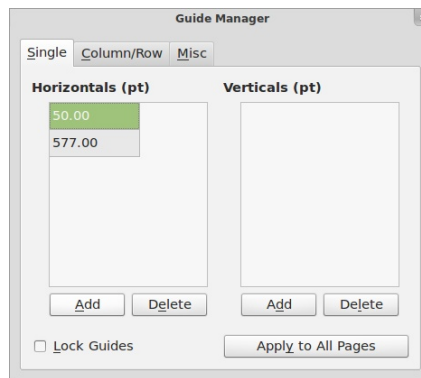 Guide Manager
Single Column/Row Misc
Horizontals (pt) Verticals (pt)
50.00
577.00
Add Delete Add Delete
Lock Guides Apply to All Pages